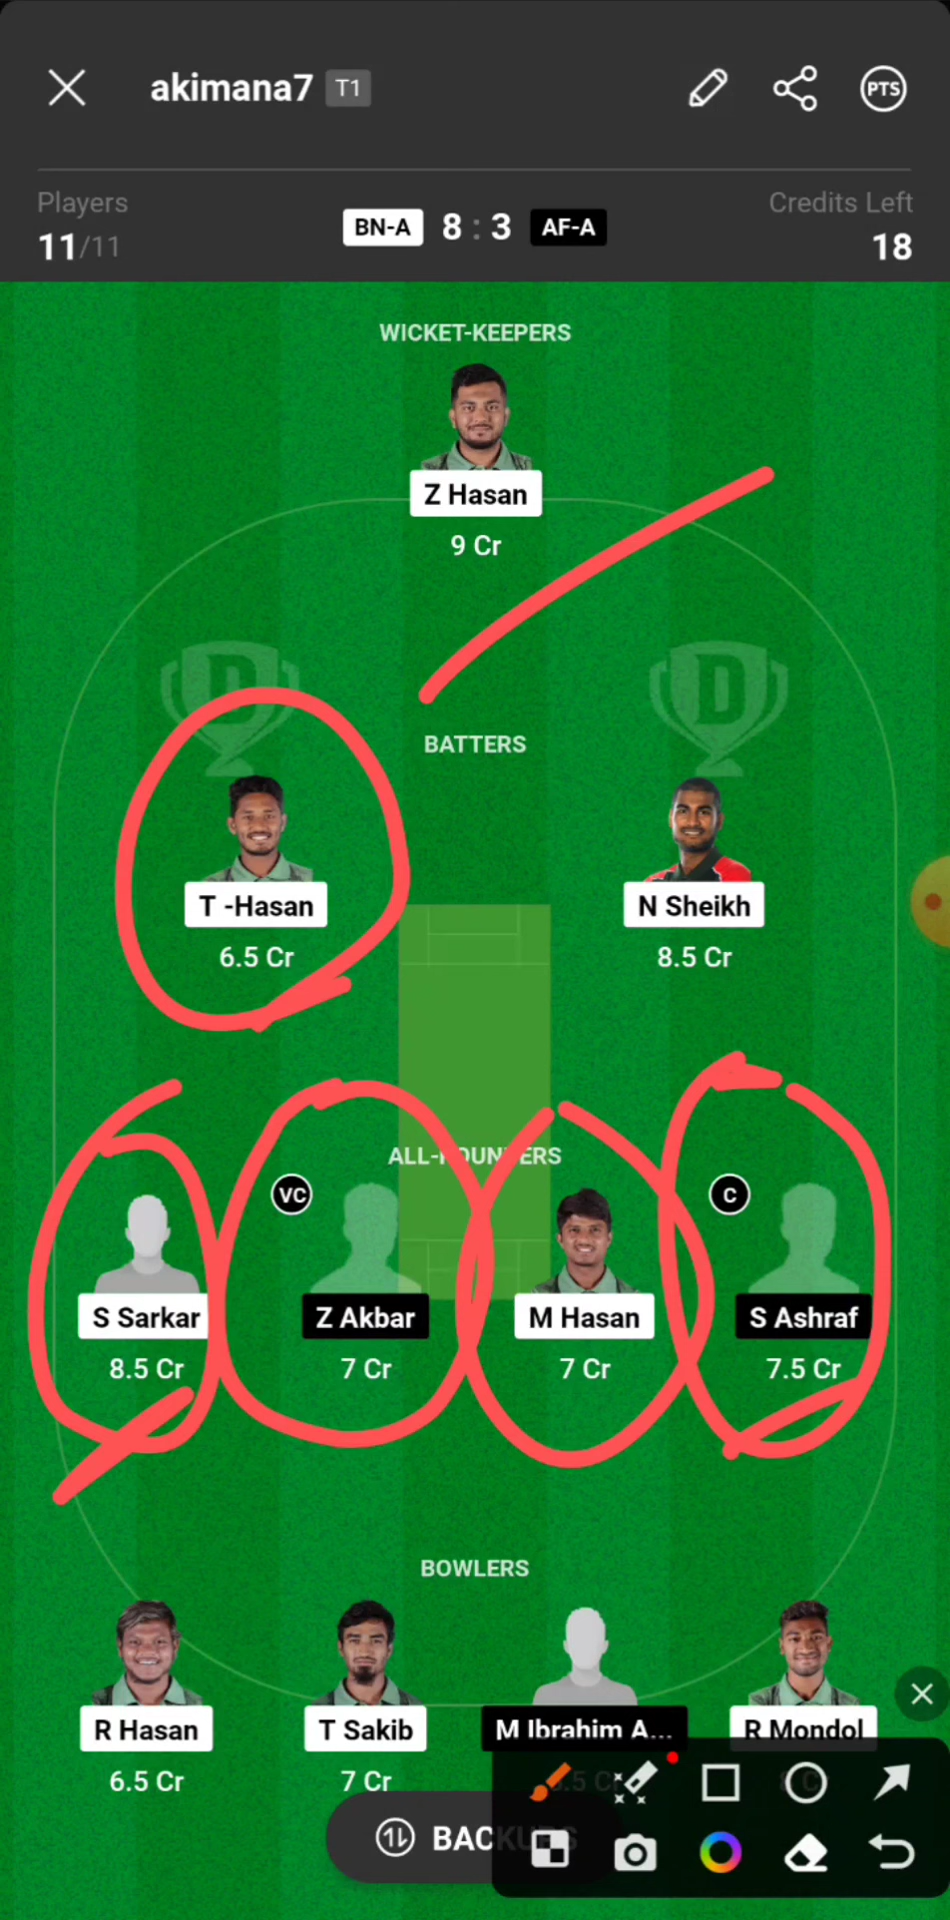 akimana7 T1 PTS
Players
Credits Left
11/11
BN-A 8 : 3 AF-A
18
WICKET-KEEPERS
Z Hasan
9 Cr
BATTERS
T -Hasan N Sheikh
6.5 Cr 8.5 Cr
VC C
S Sarkar Z Akbar M Hasan S Ashraf
8.5 Cr 7 Cr 7 Cr 7.5 Cr
BOWLERS
R Hasan T Sakib M Ibrahim A... R Mondol
6.5 Cr 7 Cr